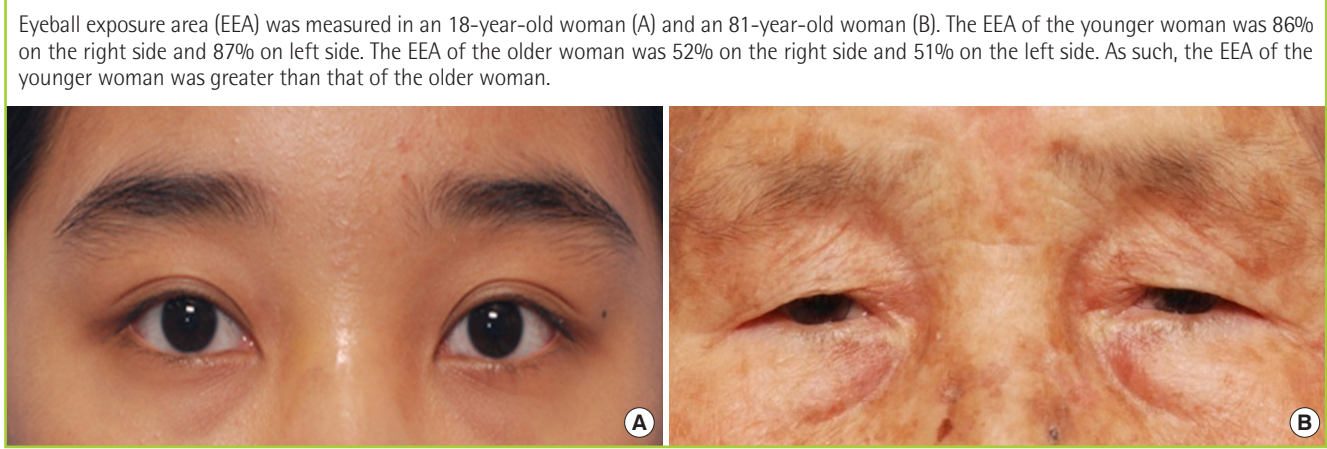 Eyeball exposure area (EEA) was measured in an 18-year-old woman (A) and an 81-year-old woman (B). The EEA of the younger woman was 86%
on the right side and 87% on left side. The EEA of the older woman was 52% on the right side and 51% on the left side. As such, the EEA of the
younger woman was greater than that of the older woman.
A
B